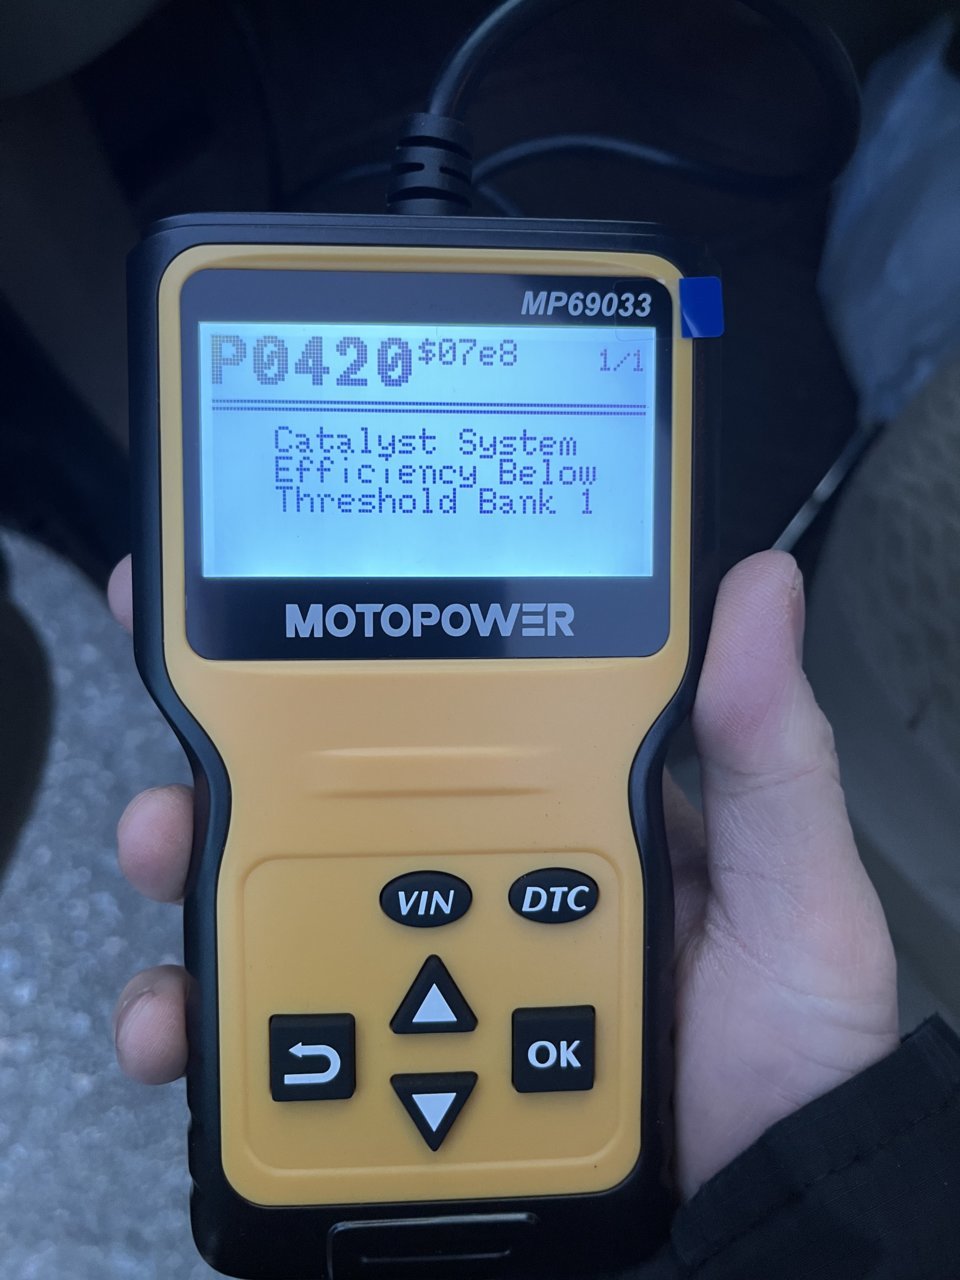 MP69033
P0420 $07e8 1/1
Catalyst System
Efficiency Below
Threshold Bank 1
MOTOPOWER
VIN DTC
OK